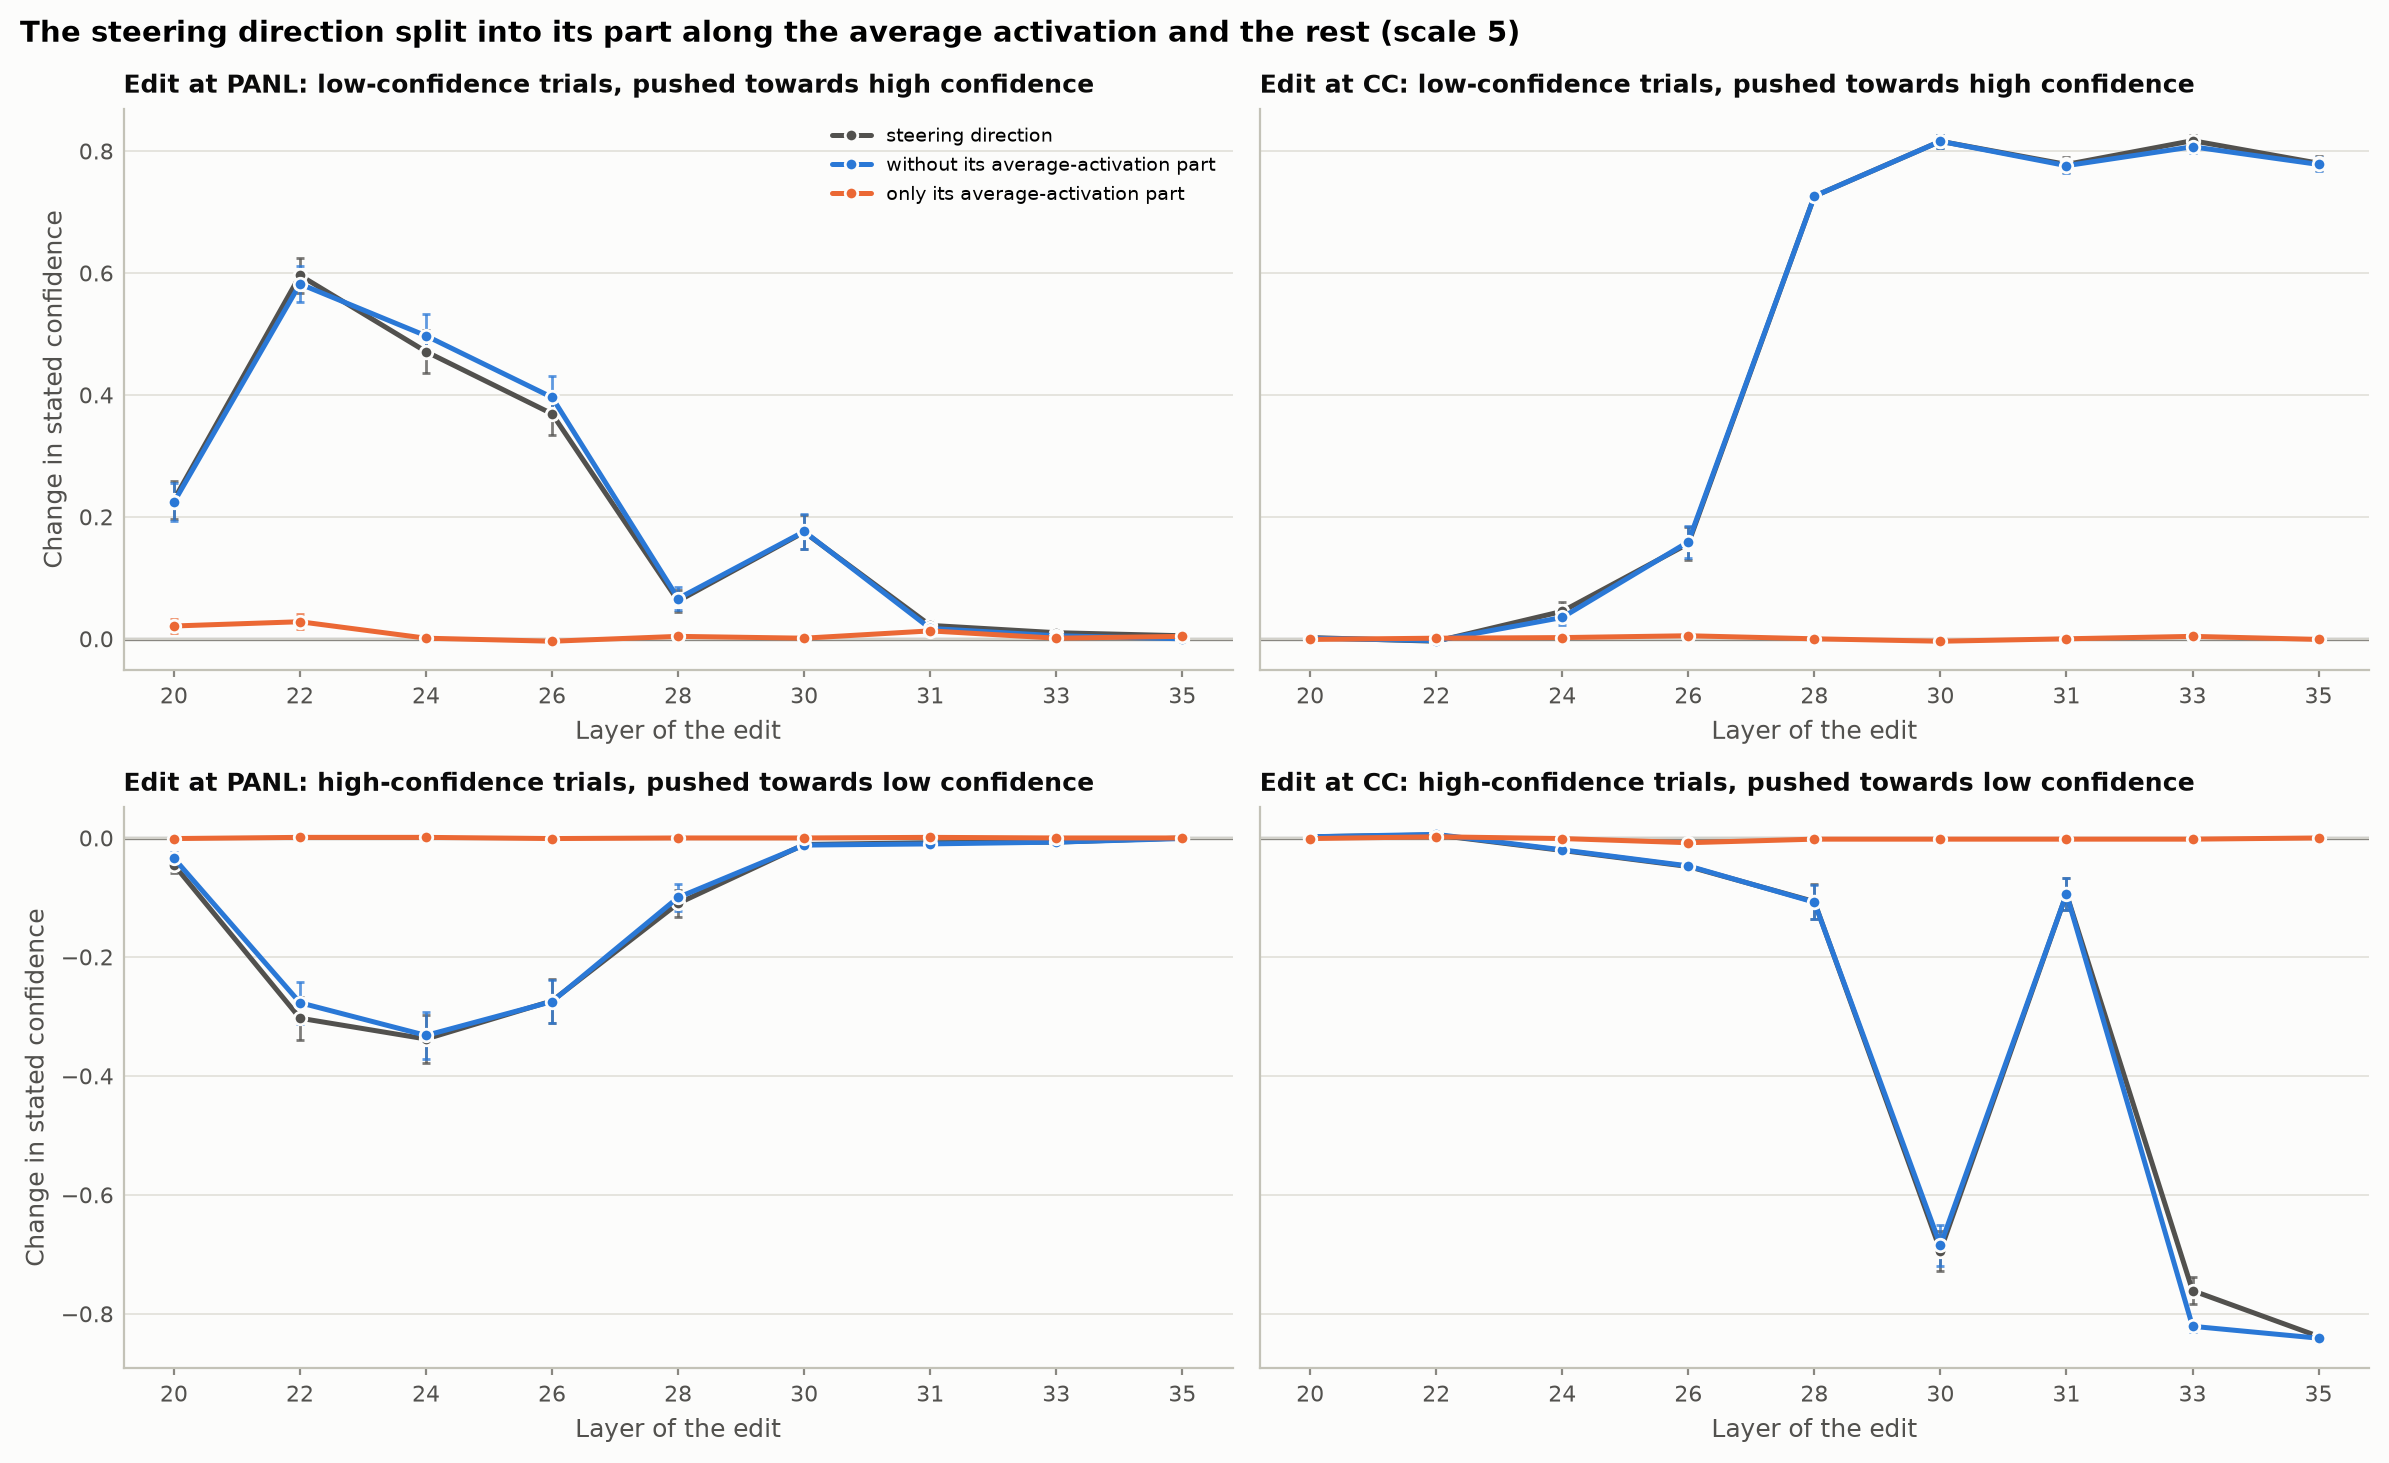 The steering direction split into its part along the average activation and the rest (scale 5)
Edit at PANL: low-confidence trials, pushed towards high confidence
steering direction
without its average-activation part
only its average-activation part
Change in stated confidence
0.8
0.6
0.4
0.2
0.0
20 22 24 26 28 30 31 33 35
Layer of the edit
Edit at CC: low-confidence trials, pushed towards high confidence
20 22 24 26 28 30 31 33 35
Layer of the edit
Edit at PANL: high-confidence trials, pushed towards low confidence
Change in stated confidence
0.0
−0.2
−0.4
−0.6
−0.8
20 22 24 26 28 30 31 33 35
Layer of the edit
Edit at CC: high-confidence trials, pushed towards low confidence
20 22 24 26 28 30 31 33 35
Layer of the edit